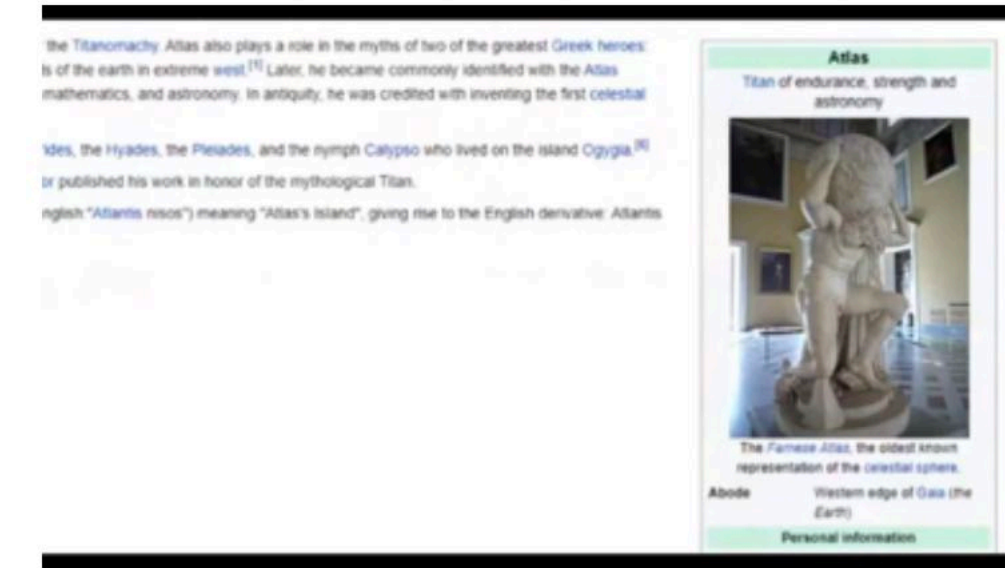 the Titanomachy. Atlas also plays a role in the myths of two of the greatest Greek heroes:
ls of the earth in extreme west.[1] Later, he became commonly identified with the Atlas
mathematics, and astronomy. In antiquity, he was credited with inventing the first celestial
ides, the Hyades, the Pleiades, and the nymph Calypso who lived on the island Ogygia.[6]
or published his work in honor of the mythological Titan.
nglish "Atlantis nisos") meaning "Atlas's Island", giving rise to the English derivative: Atlantis
Atlas
Titan of endurance, strength and
astronomy
The Farnese Atlas, the oldest known
representation of the celestial sphere.
Abode Western edge of Gaia (the
Earth)
Personal information